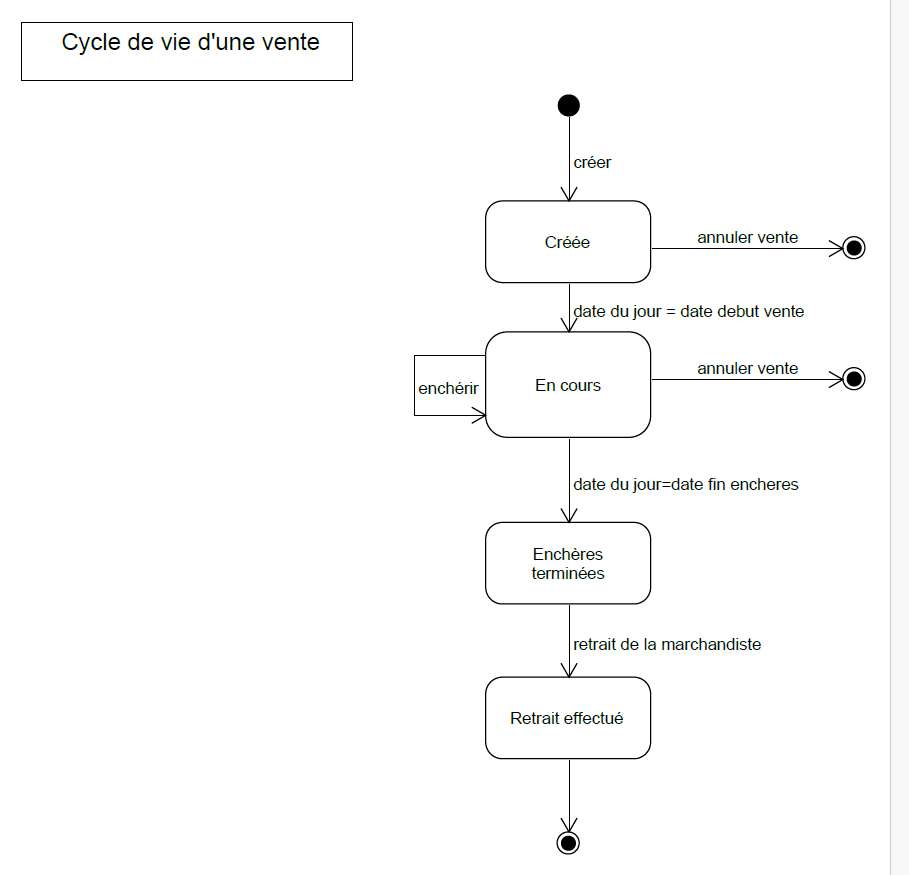 Cycle de vie d'une vente
créer
Créée
annuler vente
date du jour = date debut vente
enchérir
En cours
annuler vente
date du jour=date fin encheres
Enchères
terminées
retrait de la marchandiste
Retrait effectué